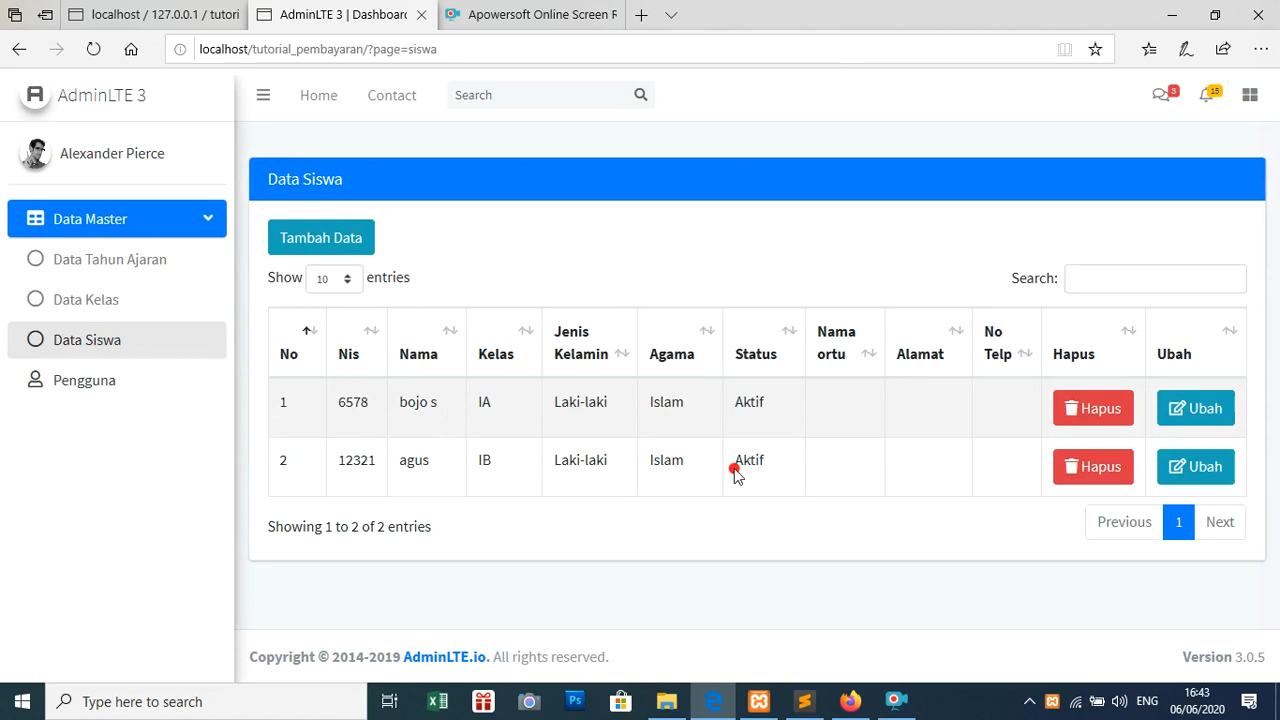 localhost / 127.0.0.1 / tutori
AdminLTE 3 | Dashboard
Apowersoft Online Screen R
localhost/tutorial_pembayaran/?page=siswa
AdminLTE 3
Home
Contact
Search
3
15
Alexander Pierce
Data Master
Data Tahun Ajaran
Data Kelas
Data Siswa
Pengguna
Data Siswa
Tambah Data
Show 10 entries
Search:
No Nis Nama Kelas Jenis Kelamin Agama Status Nama ortu Alamat No Telp Hapus Ubah
1 6578 bojo s IA Laki-laki Islam Aktif Hapus Ubah
2 12321 agus IB Laki-laki Islam Aktif Hapus Ubah
Showing 1 to 2 of 2 entries
Previous 1 Next
Copyright © 2014-2019 AdminLTE.io. All rights reserved.
Version 3.0.5
Type here to search
ENG
16:43
06/06/2020